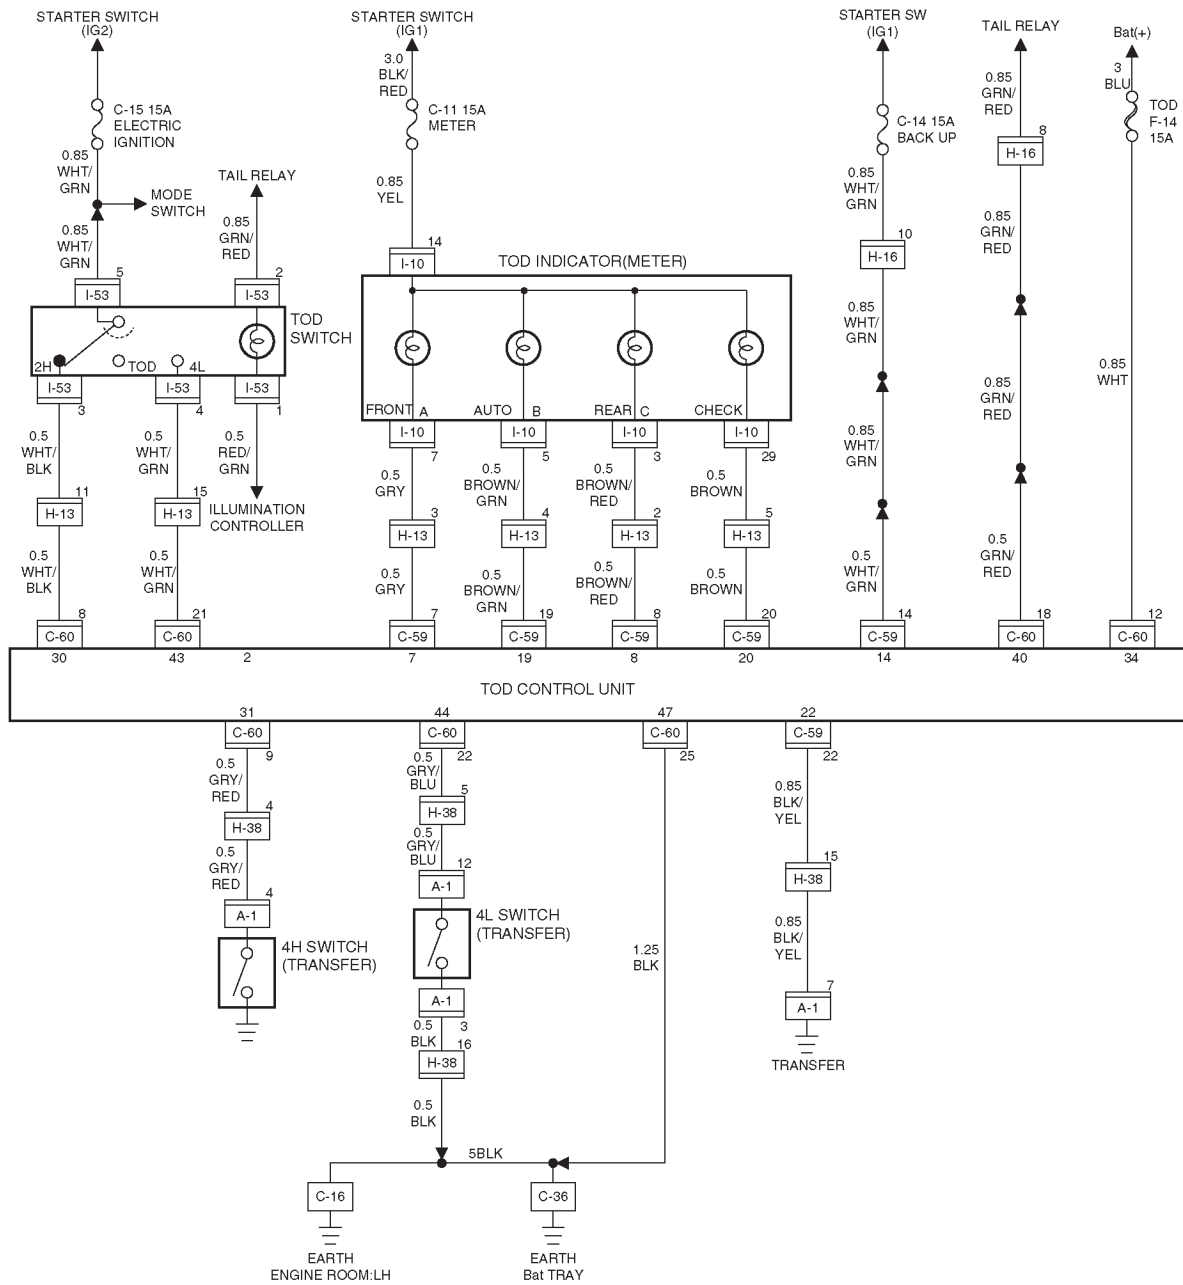 STARTER SWITCH
(IG2)
STARTER SWITCH
(IG1)
STARTER SW
(IG1)
TAIL RELAY
Bat(+)
C-15 15A
ELECTRIC
IGNITION
3.0
BLK/
RED
C-11 15A
METER
C-14 15A
BACK UP
0.85
GRN/
RED
8
H-16
3
BLU
TOD
F-14
15A
0.85
WHT/
GRN
MODE
SWITCH
TAIL RELAY
0.85
YEL
0.85
WHT/
GRN
0.85
WHT/
GRN
0.85
GRN/
RED
0.85
GRN/
RED
5
I-53
2
I-53
14
I-10
TOD INDICATOR(METER)
10
H-16
TOD
SWITCH
2H
TOD
4L
0.85
WHT/
GRN
0.85
GRN/
RED
0.85
WHT
FRONT
A
AUTO
B
REAR
C
CHECK
I-53
3
I-53
4
I-53
1
I-10
7
I-10
5
I-10
3
I-10
29
0.85
WHT/
GRN
0.5
WHT/
BLK
0.5
WHT/
GRN
0.5
RED/
GRN
0.5
GRY
0.5
BROWN/
GRN
0.5
BROWN/
RED
0.5
BROWN
11
H-13
15
H-13
ILLUMINATION
CONTROLLER
3
H-13
4
H-13
2
H-13
5
H-13
0.5
WHT/
BLK
0.5
WHT/
GRN
0.5
GRY
0.5
BROWN/
GRN
0.5
BROWN/
RED
0.5
BROWN
0.5
WHT/
GRN
0.5
GRN/
RED
8
C-60
21
C-60
7
C-59
19
C-59
8
C-59
20
C-59
14
C-59
18
C-60
12
C-60
30
43
2
7
19
8
20
14
40
34
TOD CONTROL UNIT
31
44
47
22
C-60
9
C-60
22
C-60
25
C-59
22
0.5
GRY/
RED
0.5
GRY/
BLU
0.85
BLK/
YEL
4
H-38
5
H-38
15
H-38
0.5
GRY/
RED
0.5
GRY/
BLU
0.85
BLK/
YEL
4
A-1
12
A-1
7
A-1
4H SWITCH
(TRANSFER)
4L SWITCH
(TRANSFER)
1.25
BLK
TRANSFER
A-1
3
0.5
BLK
16
H-38
0.5
BLK
5BLK
C-16
C-36
EARTH
ENGINE ROOM:LH
EARTH
Bat TRAY